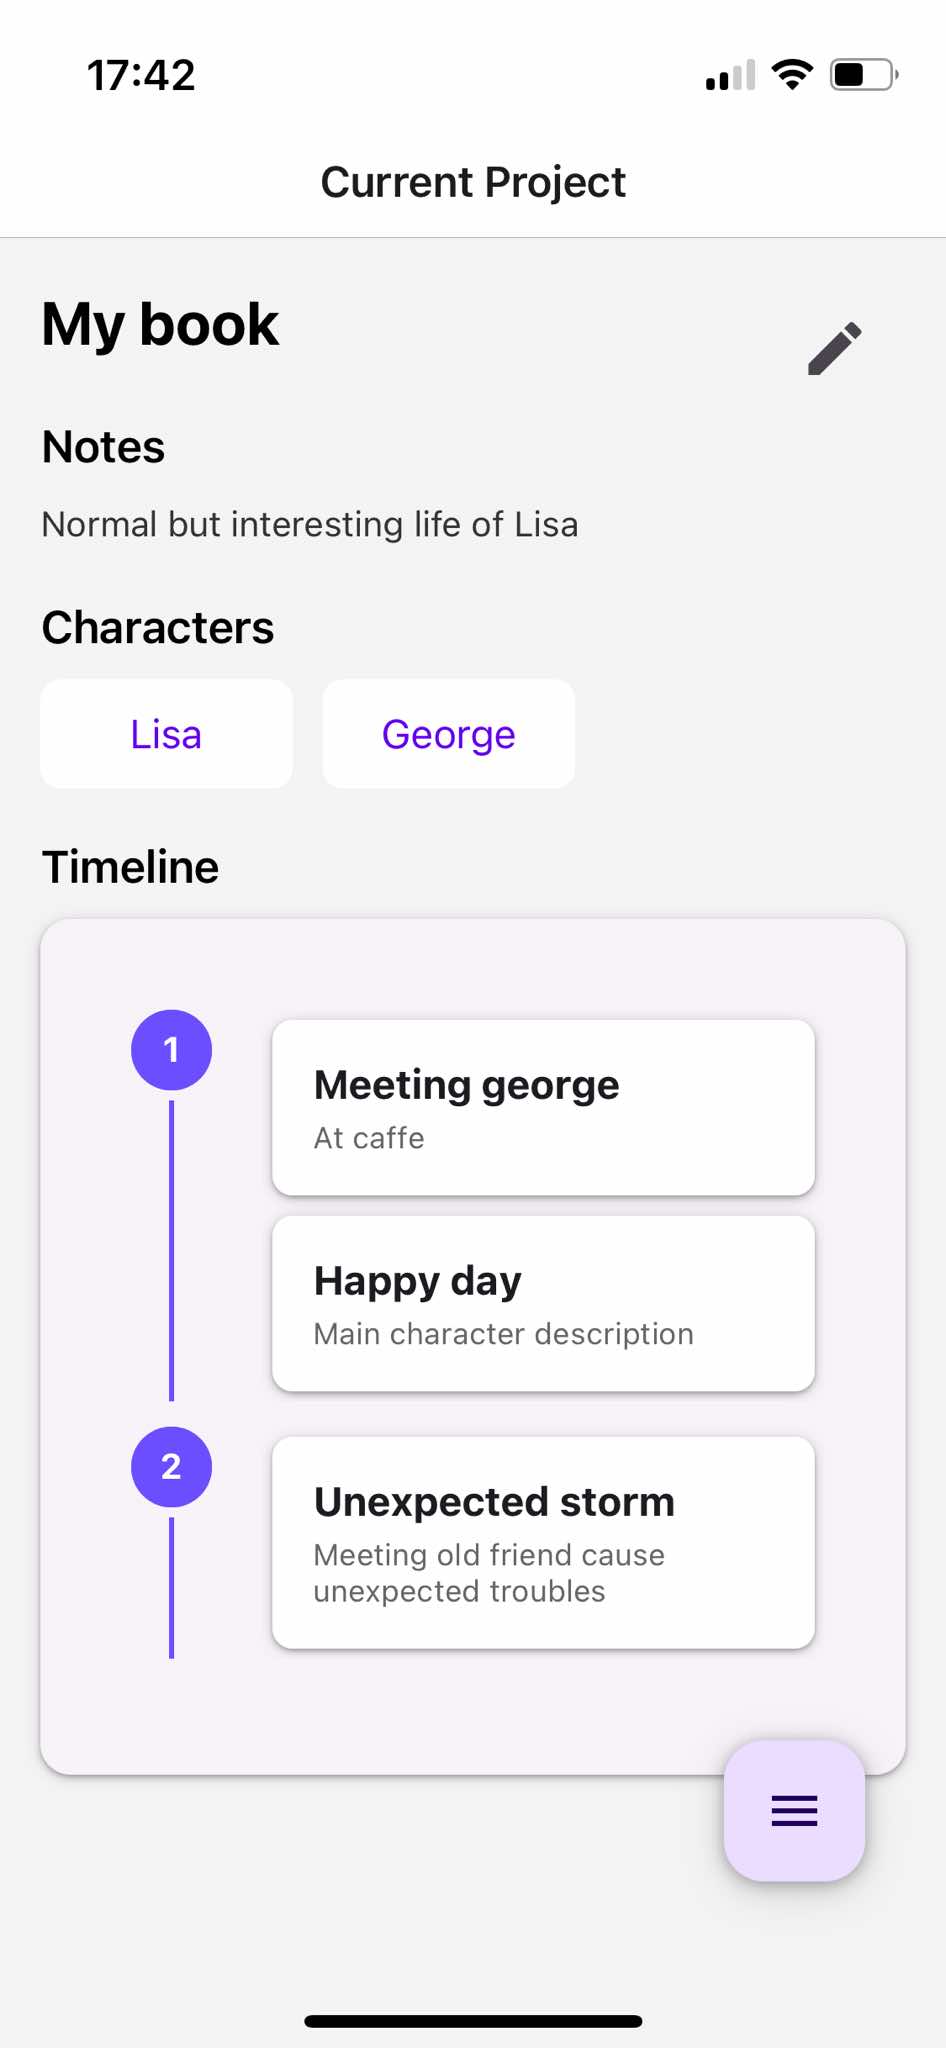 17:42
Current Project
My book
Notes
Normal but interesting life of Lisa
Characters
Lisa
George
Timeline
1
Meeting george
At caffe
Happy day
Main character description
2
Unexpected storm
Meeting old friend cause
unexpected troubles